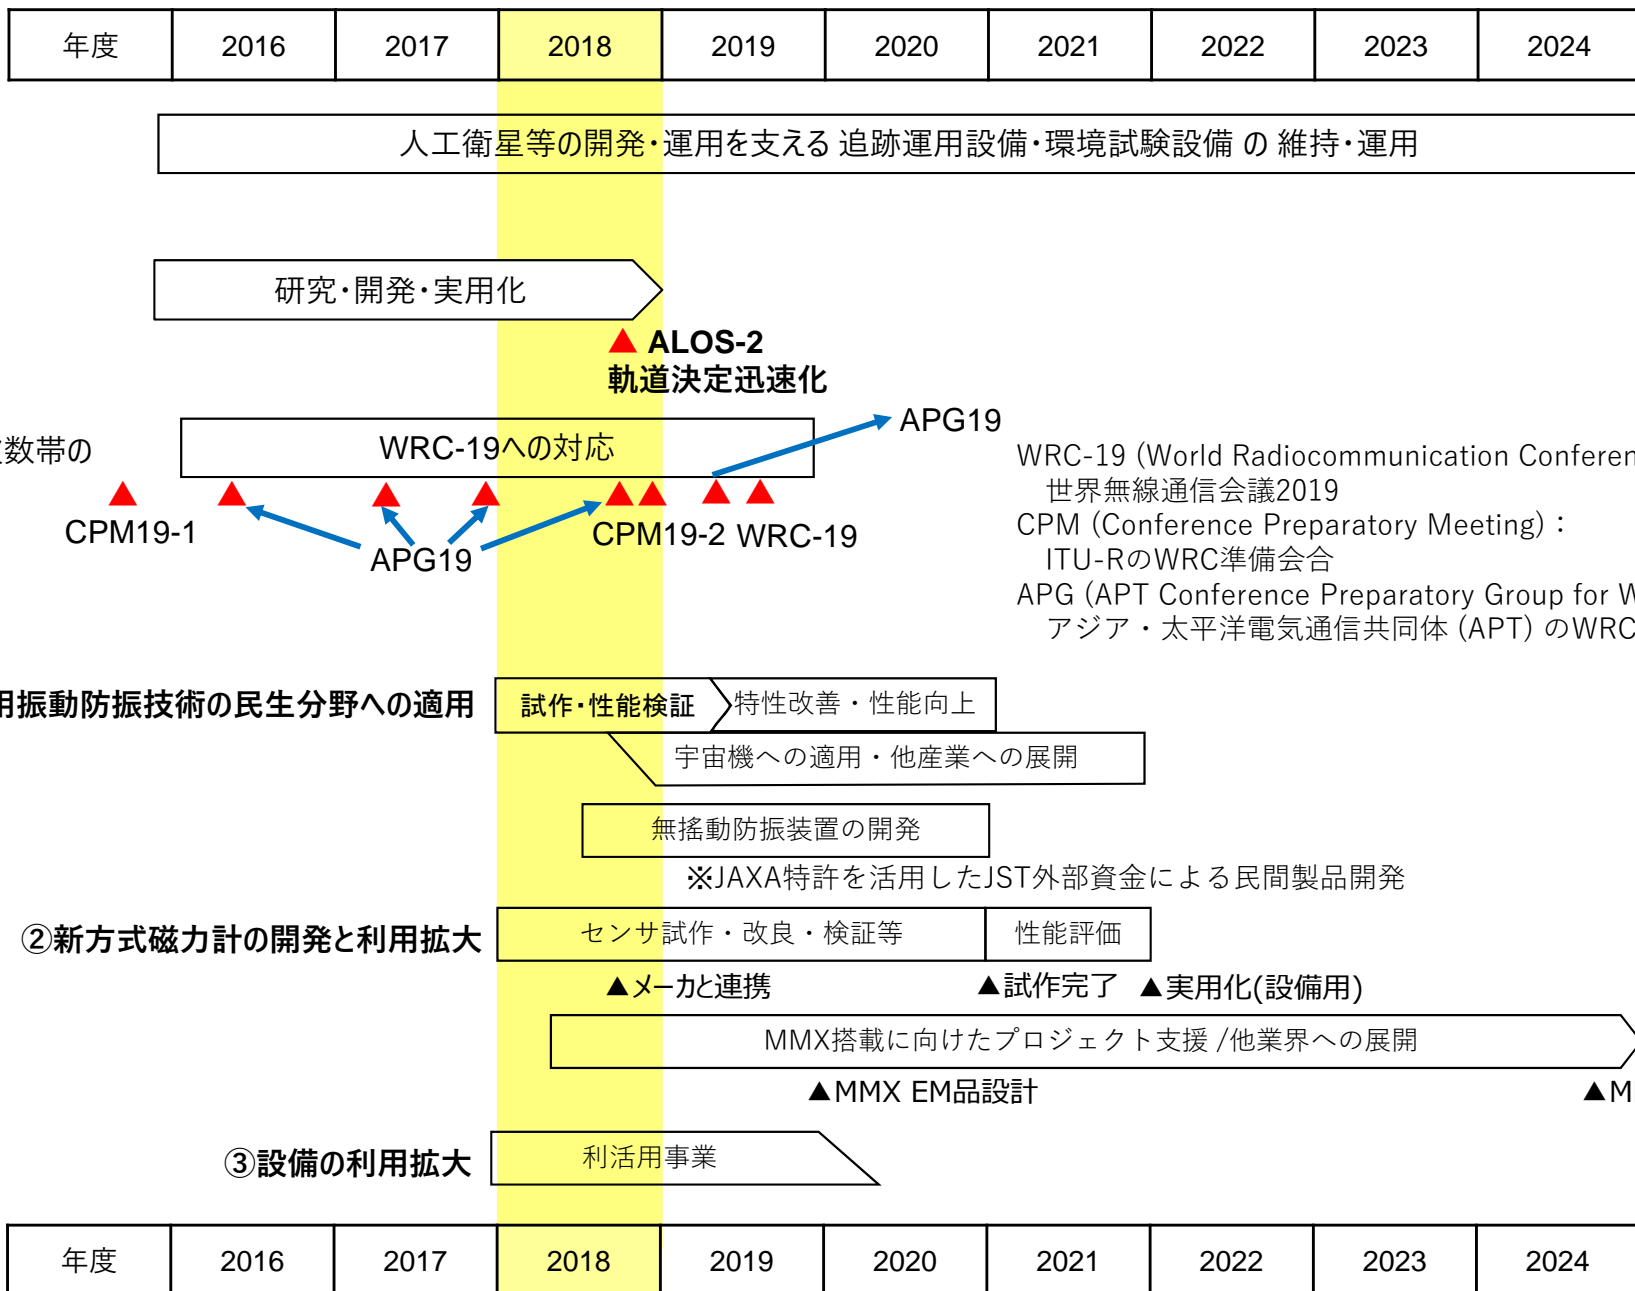 年度 2016 2017 2018 2019 2020 2021 2022 2023 2024
人工衛星等の開発・運用を支える 追跡運用設備・環境試験設備 の 維持・運用
研究・開発・実用化
▲ ALOS-2
軌道決定迅速化
APG19
数帯の
WRC-19への対応
CPM19-1
APG19
CPM19-2 WRC-19
WRC-19 (World Radiocommunication Conferen
世界無線通信会議2019
CPM (Conference Preparatory Meeting)：
ITU-RのWRC準備会合
APG (APT Conference Preparatory Group for W
アジア・太平洋電気通信共同体 (APT) のWRC
用振動防振技術の民生分野への適用
試作・性能検証
特性改善・性能向上
宇宙機への適用・他産業への展開
無搖動防振装置の開発
※JAXA特許を活用したJST外部資金による民間製品開発
②新方式磁力計の開発と利用拡大
センサ試作・改良・検証等
性能評価
▲メーカと連携
▲試作完了
▲実用化(設備用)
MMX搭載に向けたプロジェクト支援 /他業界への展開
▲MMX EM品設計
▲M
③設備の利用拡大
利活用事業
年度 2016 2017 2018 2019 2020 2021 2022 2023 2024